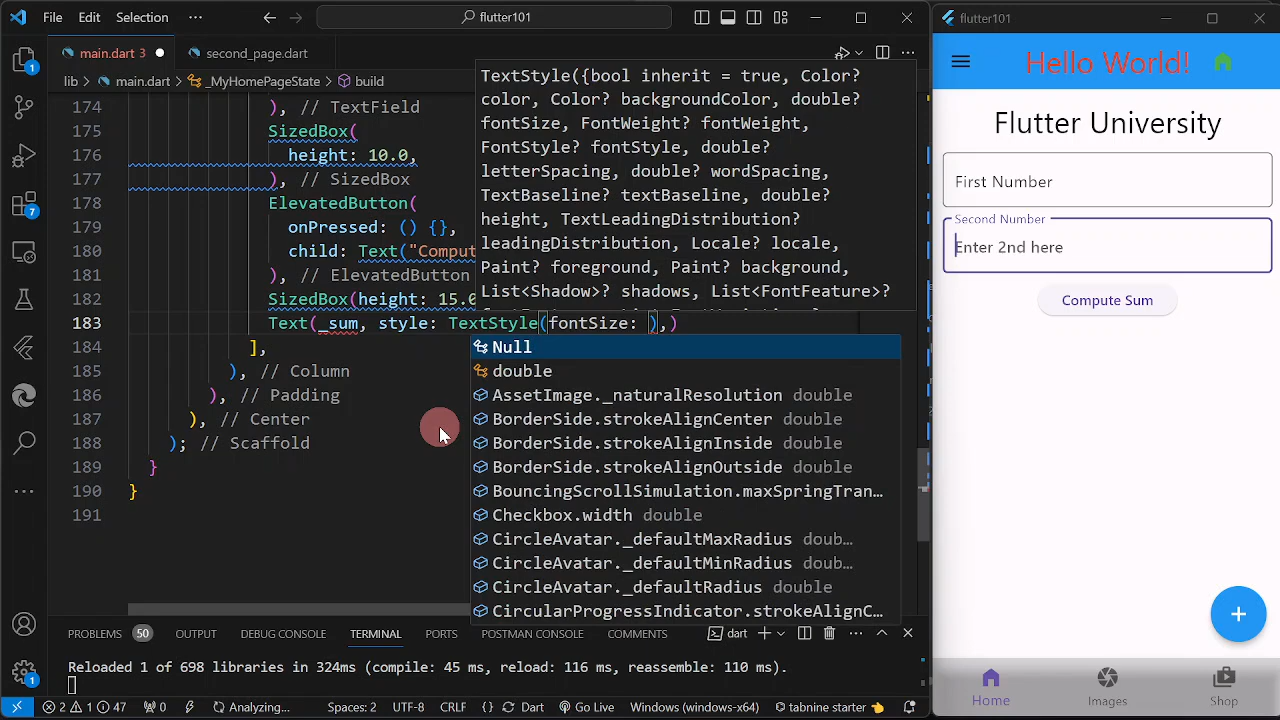 File Edit Selection ··· flutter101
main.dart 3 second_page.dart
lib > main.dart > _MyHomePageState > build
174 ), // TextField
175 SizedBox(
176 height: 10.0,
177 ), // SizedBox
178 ElevatedButton(
179 onPressed: () {},
180 child: Text("Comput
181 ), // ElevatedButton
182 SizedBox(height: 15.0
183 Text(_sum, style: TextStyle(fontSize: ),)
184 ],
185 ), // Column
186 ), // Padding
187 ), // Center
188 ); // Scaffold
189 }
190 }
191
TextStyle({bool inherit = true, Color?
color, Color? backgroundColor, double?
fontSize, FontWeight? fontWeight,
FontStyle? fontStyle, double?
letterSpacing, double? wordSpacing,
TextBaseline? textBaseline, double?
height, TextLeadingDistribution?
leadingDistribution, Locale? locale,
Paint? foreground, Paint? background,
List<Shadow>? shadows, List<FontFeature>?
Null
double
AssetImage._naturalResolution double
BorderSide.strokeAlignCenter double
BorderSide.strokeAlignInside double
BorderSide.strokeAlignOutside double
BouncingScrollSimulation.maxSpringTran…
Checkbox.width double
CircleAvatar._defaultMaxRadius doub…
CircleAvatar._defaultMinRadius doub…
CircleAvatar._defaultRadius double
CircularProgressIndicator.strokeAlignC…
PROBLEMS 50 OUTPUT DEBUG CONSOLE TERMINAL PORTS POSTMAN CONSOLE COMMENTS dart
Reloaded 1 of 698 libraries in 324ms (compile: 45 ms, reload: 116 ms, reassemble: 110 ms).
2 1 47 0 Analyzing... Spaces: 2 UTF-8 CRLF {} Dart Go Live Windows (windows-x64) tabnine starter
1
7
2
1
flutter101
Hello World!
Flutter University
First Number
Second Number
Enter 2nd here
Compute Sum
Home Images Shop